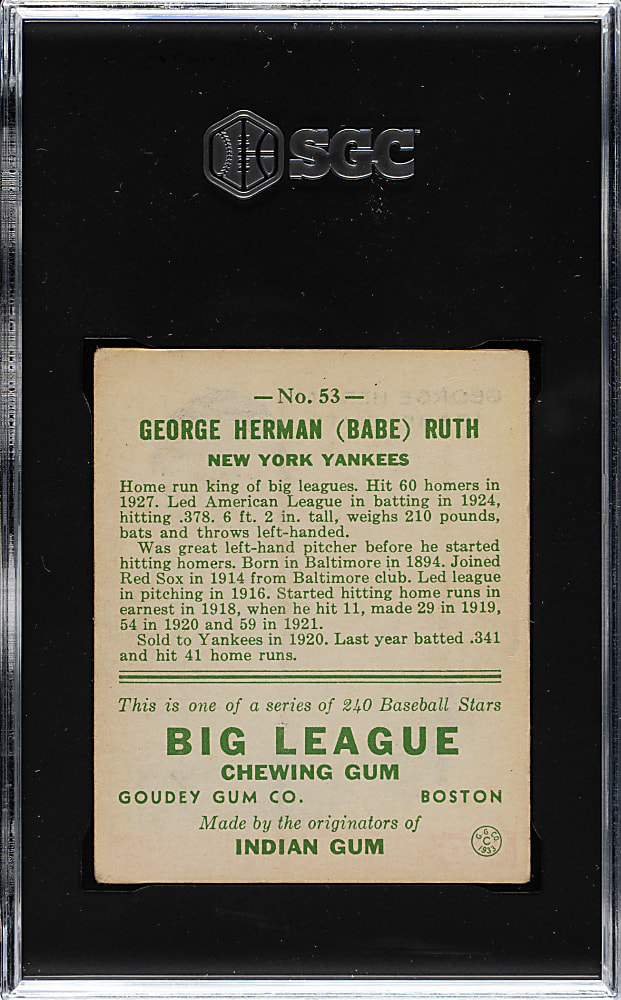 SGC
— No. 53 —
GEORGE HERMAN (BABE) RUTH
NEW YORK YANKEES
Home run king of big leagues. Hit 60 homers in
1927. Led American League in batting in 1924,
hitting .378. 6 ft. 2 in. tall, weighs 210 pounds,
bats and throws left-handed.
Was great left-hand pitcher before he started
hitting homers. Born in Baltimore in 1894. Joined
Red Sox in 1914 from Baltimore club. Led league
in pitching in 1916. Started hitting home runs in
earnest in 1918, when he hit 11, made 29 in 1919,
54 in 1920 and 59 in 1921.
Sold to Yankees in 1920. Last year batted .341
and hit 41 home runs.
This is one of a series of 240 Baseball Stars
BIG LEAGUE
CHEWING GUM
GOUDEY GUM CO. BOSTON
Made by the originators of
INDIAN GUM
G. G. CO.
C
1933